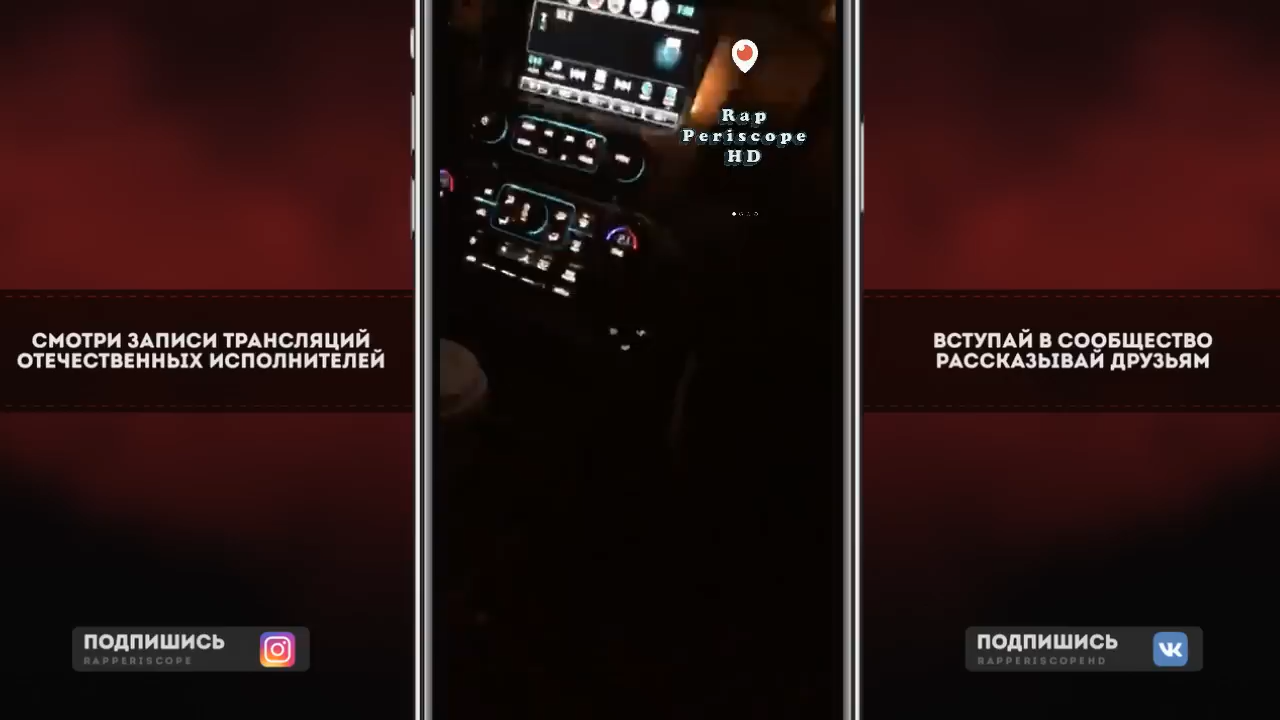 Rap
Periscope
HD
СМОТРИ ЗАПИСИ ТРАНСЛЯЦИЙ
ОТЕЧЕСТВЕННЫХ ИСПОЛНИТЕЛЕЙ
ВСТУПАЙ В СООБЩЕСТВО
РАССКАЗЫВАЙ ДРУЗЬЯМ
ПОДПИШИСЬ
RAPPERISCOPE
ПОДПИШИСЬ
RAPPERISCOPEHD